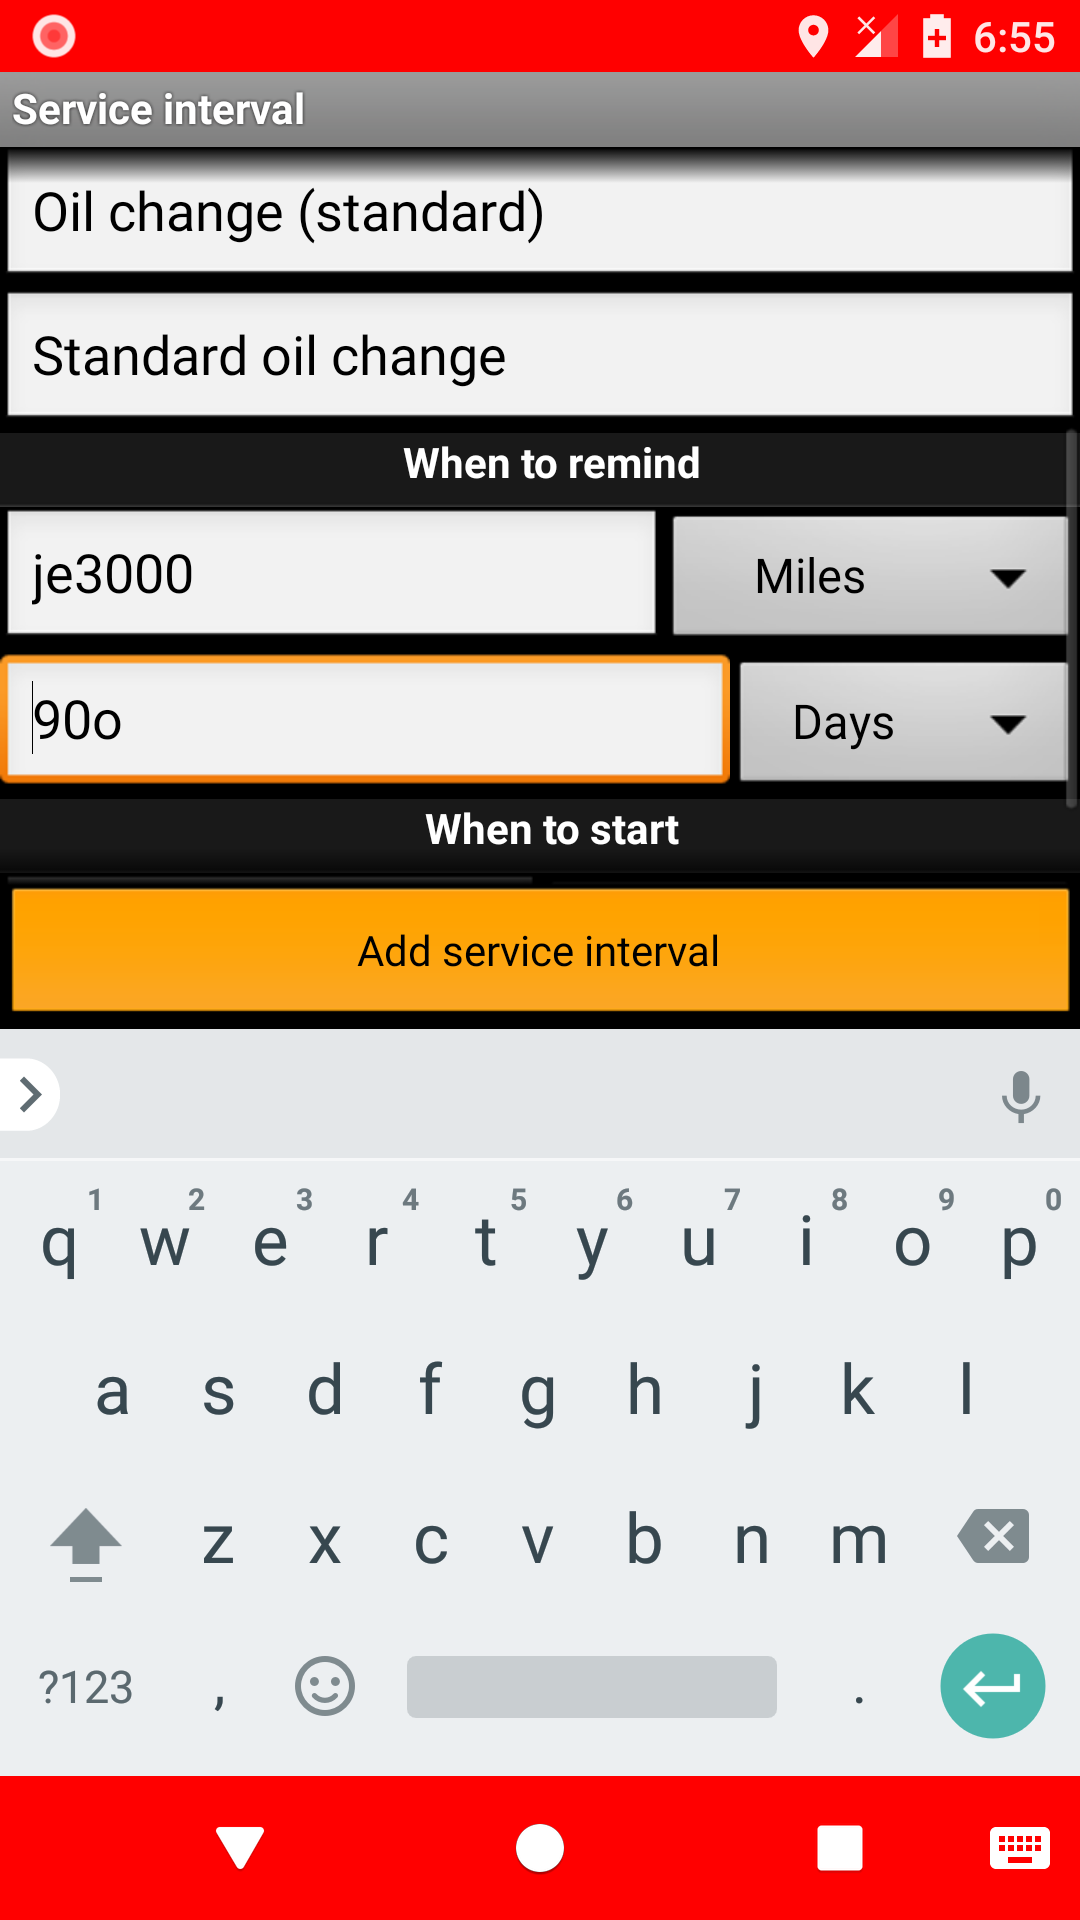 6:55
Service interval
Oil change (standard)
Standard oil change
When to remind
je3000 Miles
90o Days
When to start
Add service interval
1 2 3 4 5 6 7 8 9 0
q w e r t y u i o p
a s d f g h j k l
z x c v b n m
?123 , .